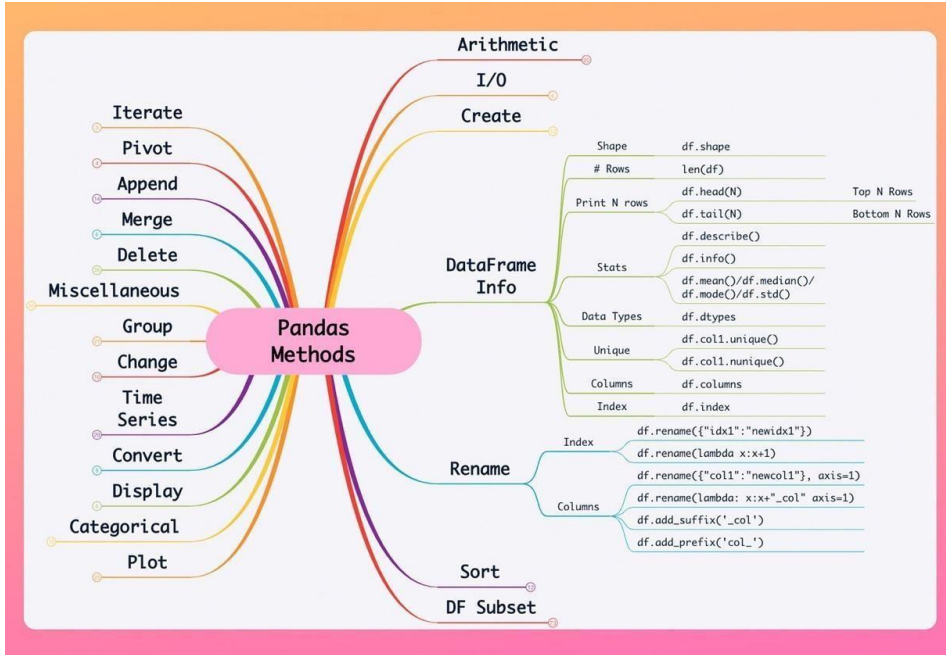 Arithmetic
I/O
Create
Iterate
Pivot
Append
Merge
Delete
Miscellaneous
Group
Change
Time
Series
Convert
Display
Categorical
Plot
Pandas
Methods
DataFrame
Info
Shape df.shape
# Rows len(df)
Print N rows
df.head(N) Top N Rows
df.tail(N) Bottom N Rows
Stats
df.describe()
df.info()
df.mean()/df.median()/
df.mode()/df.std()
Data Types df.dtypes
Unique
df.col1.unique()
df.col1.nunique()
Columns df.columns
Index df.index
Rename
Index
df.rename({"idx1":"newidx1"})
df.rename(lambda x:x+1)
Columns
df.rename({"col1":"newcol1"}, axis=1)
df.rename(lambda: x:x+"_col" axis=1)
df.add_suffix('_col')
df.add_prefix('col_')
Sort
DF Subset